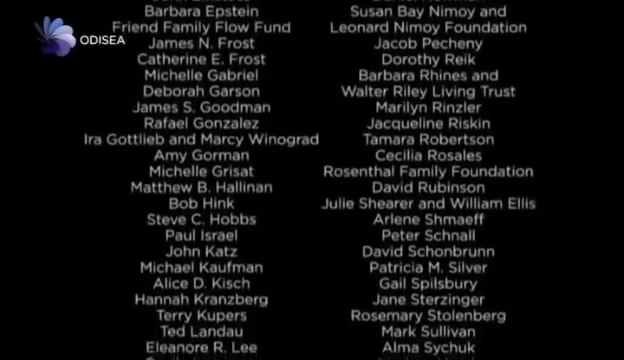 ODISEA
Barbara Epstein
Friend Family Flow Fund
James N. Frost
Catherine E. Frost
Michelle Gabriel
Deborah Garson
James S. Goodman
Rafael Gonzalez
Ira Gottlieb and Marcy Winograd
Amy Gorman
Michelle Grisat
Matthew B. Hallinan
Bob Hink
Steve C. Hobbs
Paul Israel
John Katz
Michael Kaufman
Alice D. Kisch
Hannah Kranzberg
Terry Kupers
Ted Landau
Eleanore R. Lee
Susan Bay Nimoy and
Leonard Nimoy Foundation
Jacob Pecheny
Dorothy Reik
Barbara Rhines and
Walter Riley Living Trust
Marilyn Rinzler
Jacqueline Riskin
Tamara Robertson
Cecilia Rosales
Rosenthal Family Foundation
David Rubinson
Julie Shearer and William Ellis
Arlene Shmaeff
Peter Schnall
David Schonbrunn
Patricia M. Silver
Gail Spilsbury
Jane Sterzinger
Rosemary Stolenberg
Mark Sullivan
Alma Sychuk